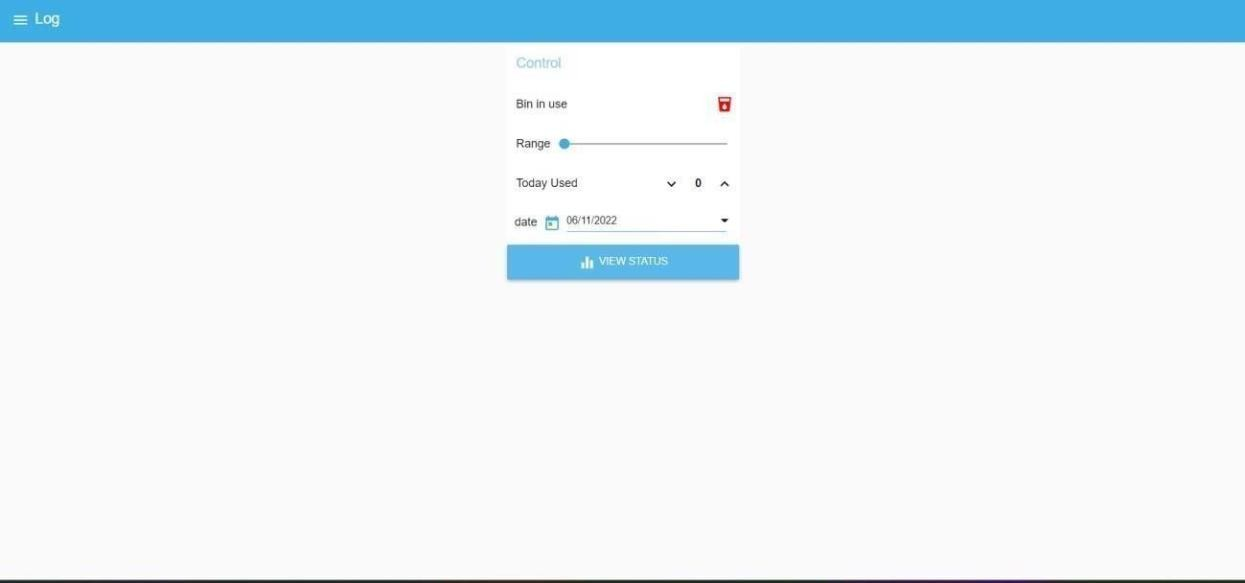 Log
Control
Bin in use
Range
Today Used 0
date 06/11/2022
VIEW STATUS